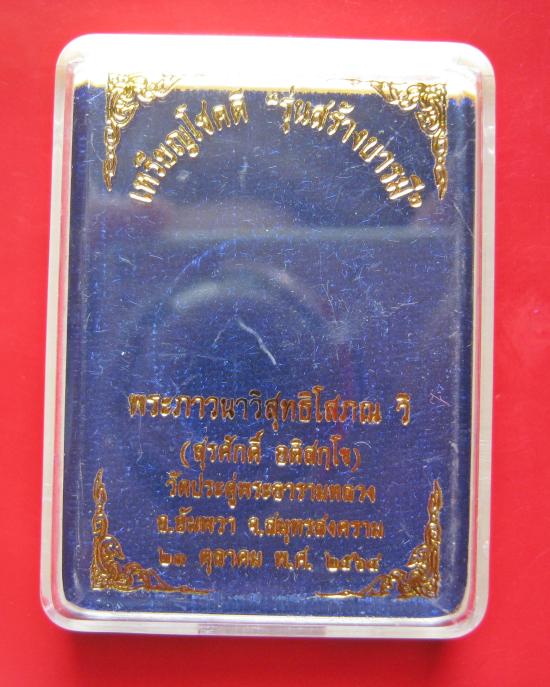 เหรียญโชคดี "รุ่นสร้างบารมี"
พระภาวนาวิสุทธิโสภณ วิ
(สุรศักดิ์ อติสกฺโข)
วัดประดู่พระอารามหลวง
อ.อัมพวา จ.สมุทรสงคราม
๒๓ ตุลาคม พ.ศ. ๒๕๖๔